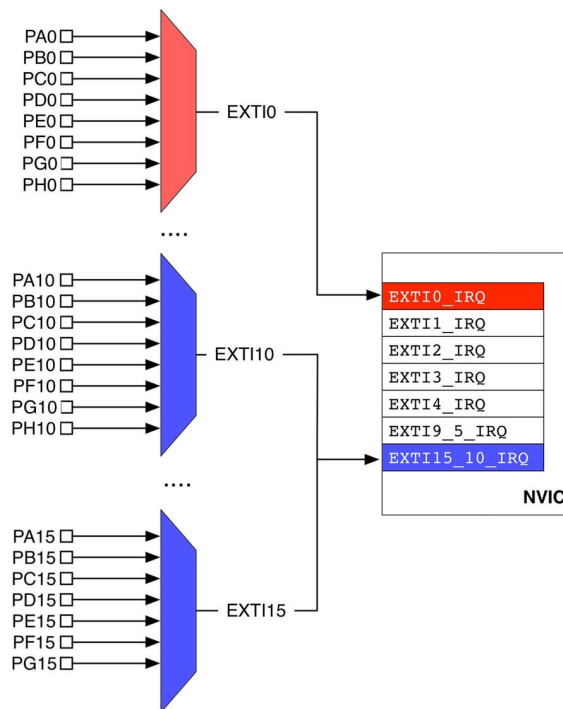 PA0
PB0
PC0
PD0
PE0
PF0
PG0
PH0
EXTI0
....
PA10
PB10
PC10
PD10
PE10
PF10
PG10
PH10
EXTI10
....
PA15
PB15
PC15
PD15
PE15
PF15
PG15
EXTI15
EXTI0_IRQ
EXTI1_IRQ
EXTI2_IRQ
EXTI3_IRQ
EXTI4_IRQ
EXTI9_5_IRQ
EXTI15_10_IRQ
NVIC